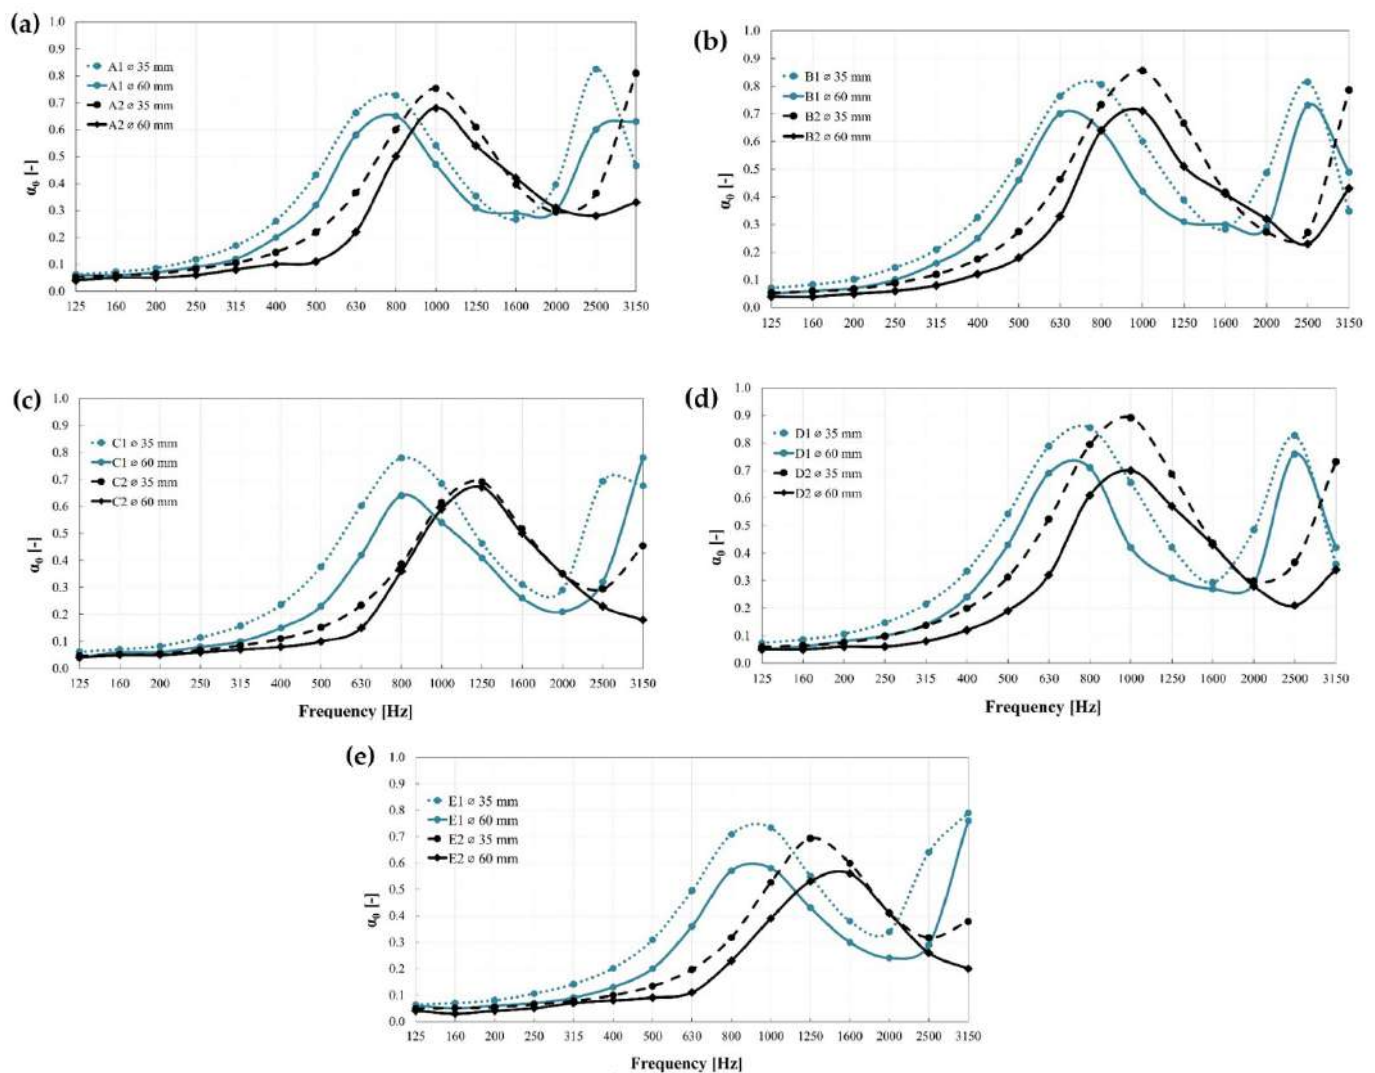 (a)
1.0
0.9
0.8
0.7
0.6
0.5
0.4
0.3
0.2
0.1
0.0
α₀ [-]
A1 ⌀ 35 mm
A1 ⌀ 60 mm
A2 ⌀ 35 mm
A2 ⌀ 60 mm
125 160 200 250 315 400 500 630 800 1000 1250 1600 2000 2500 3150
(b)
1.0
0.9
0.8
0.7
0.6
0.5
0.4
0.3
0.2
0.1
0.0
α₀ [-]
B1 ⌀ 35 mm
B1 ⌀ 60 mm
B2 ⌀ 35 mm
B2 ⌀ 60 mm
125 160 200 250 315 400 500 630 800 1000 1250 1600 2000 2500 3150
(c)
1.0
0.9
0.8
0.7
0.6
0.5
0.4
0.3
0.2
0.1
0.0
α₀ [-]
C1 ⌀ 35 mm
C1 ⌀ 60 mm
C2 ⌀ 35 mm
C2 ⌀ 60 mm
125 160 200 250 315 400 500 630 800 1000 1250 1600 2000 2500 3150
Frequency [Hz]
(d)
1.0
0.9
0.8
0.7
0.6
0.5
0.4
0.3
0.2
0.1
0.0
α₀ [-]
D1 ⌀ 35 mm
D1 ⌀ 60 mm
D2 ⌀ 35 mm
D2 ⌀ 60 mm
125 160 200 250 315 400 500 630 800 1000 1250 1600 2000 2500 3150
Frequency [Hz]
(e)
1.0
0.9
0.8
0.7
0.6
0.5
0.4
0.3
0.2
0.1
0.0
α₀ [-]
E1 ⌀ 35 mm
E1 ⌀ 60 mm
E2 ⌀ 35 mm
E2 ⌀ 60 mm
125 160 200 250 315 400 500 630 800 1000 1250 1600 2000 2500 3150
Frequency [Hz]